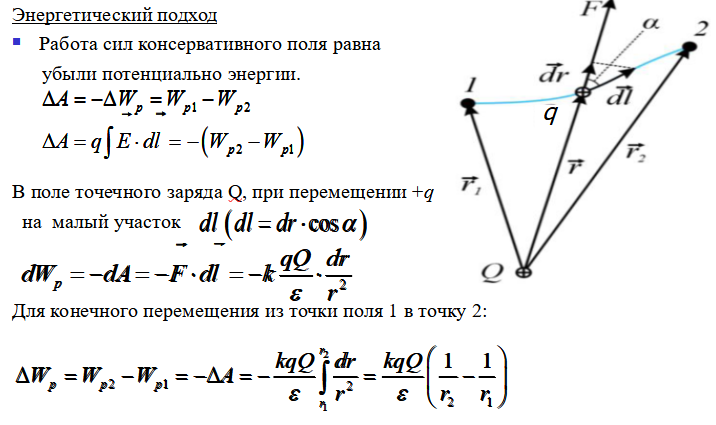 Энергетический подход
▪ Работа сил консервативного поля равна
убыли потенциально энергии.
ΔA = −ΔW_p = W_p1 − W_p2
ΔA = q∫E·dl = −(W_p2 − W_p1)
В поле точечного заряда Q, при перемещении +q
на малый участок dl (dl = dr·cos α)
dW_p = −dA = −F·dl = −k qQ/ε · dr/r²
Для конечного перемещения из точки поля 1 в точку 2:
ΔW_p = W_p2 − W_p1 = −ΔA = − kqQ/ε ∫_{r₁}^{r₂} dr/r² = kqQ/ε (1/r₂ − 1/r₁)
F
α
2
dr
1
dl
q
r₁
r
r₂
Q